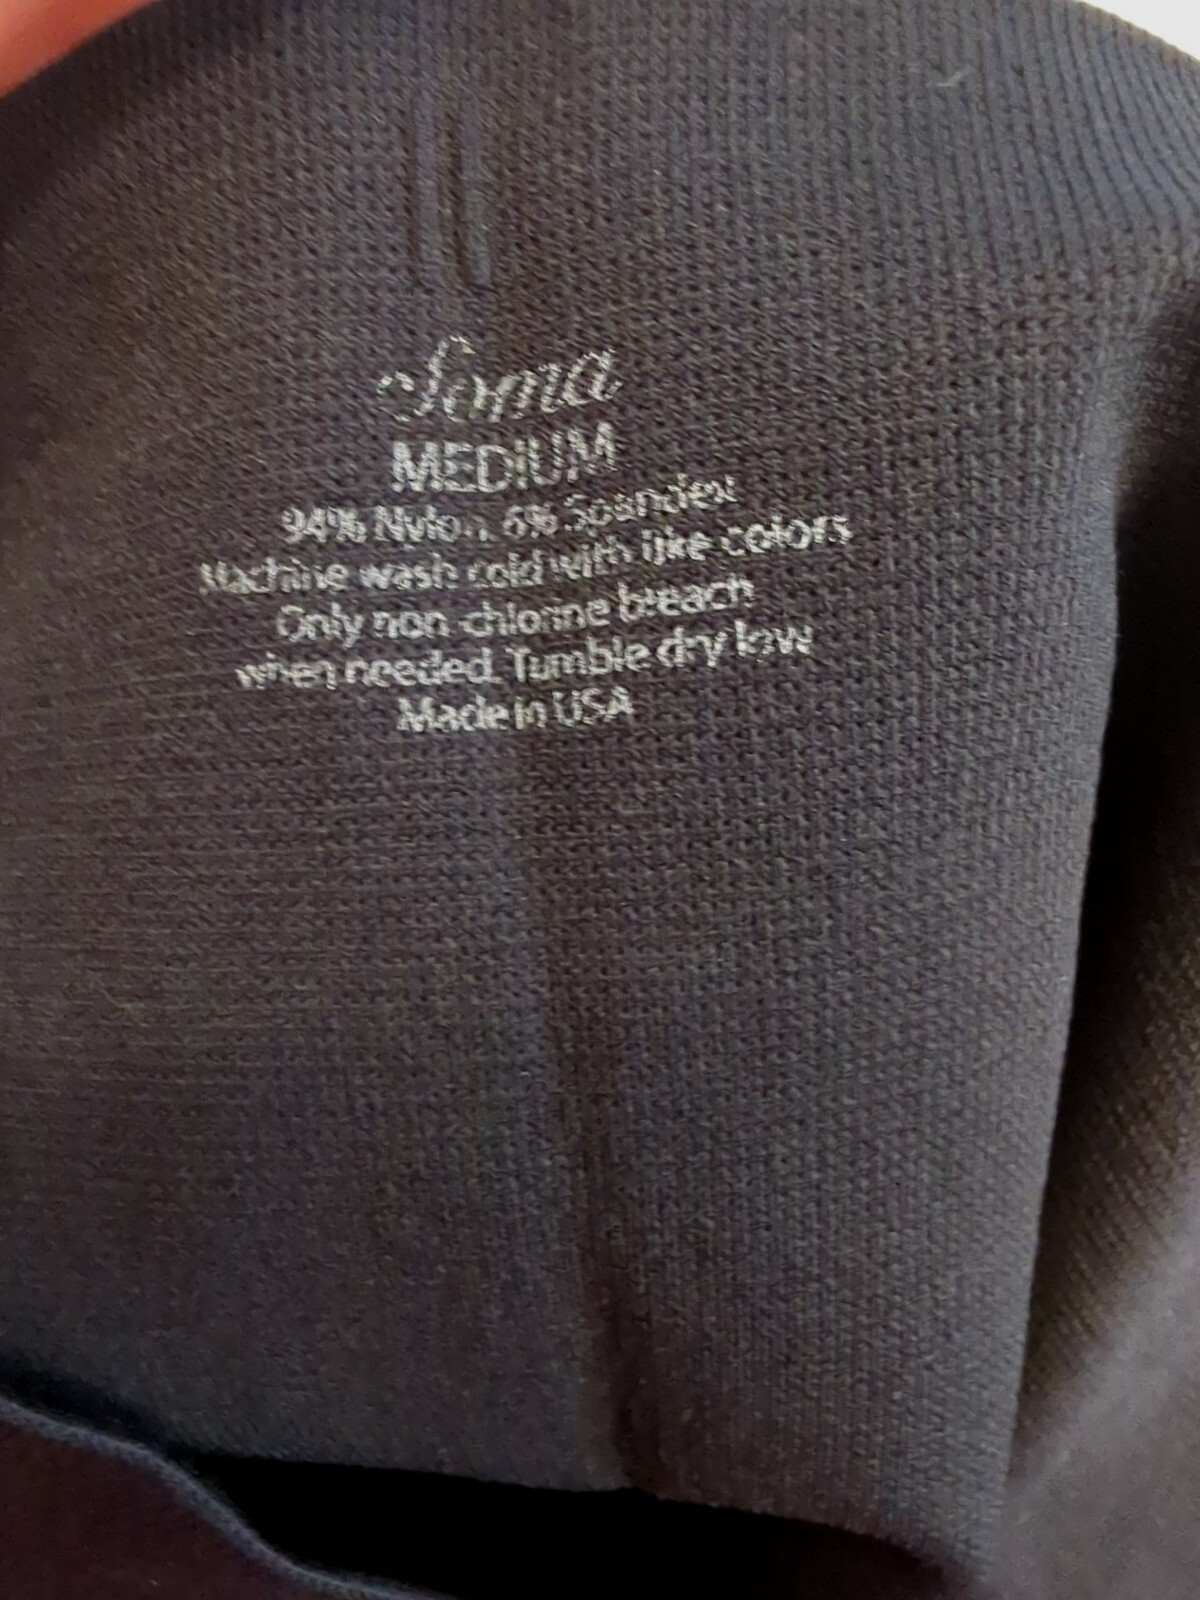 Soma
MEDIUM
94% Nylon. 6% Spandex
Machine wash cold with like colors
Only non-chlorine bleach
when needed. Tumble dry low
Made in USA